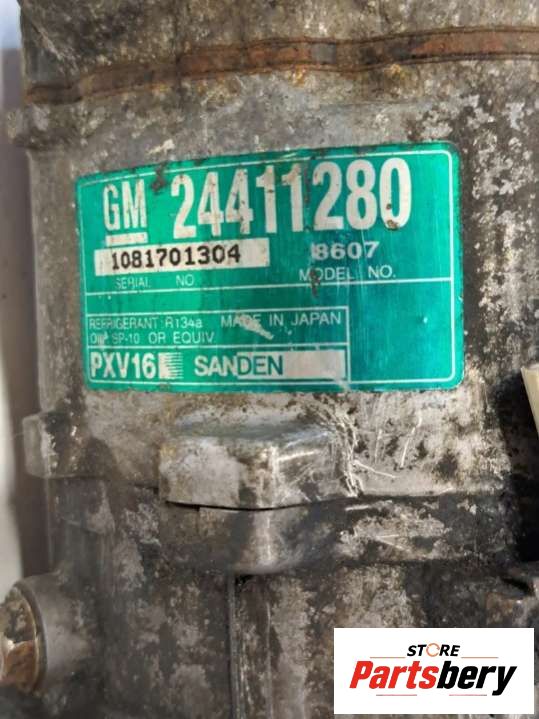 GM 24411280
1081701304 8607
SERIAL NO MODEL NO.
REFRIGERANT R134a MADE IN JAPAN
OIL SP-10 OR EQUIV
PXV16 SANDEN
STORE
Partsbery